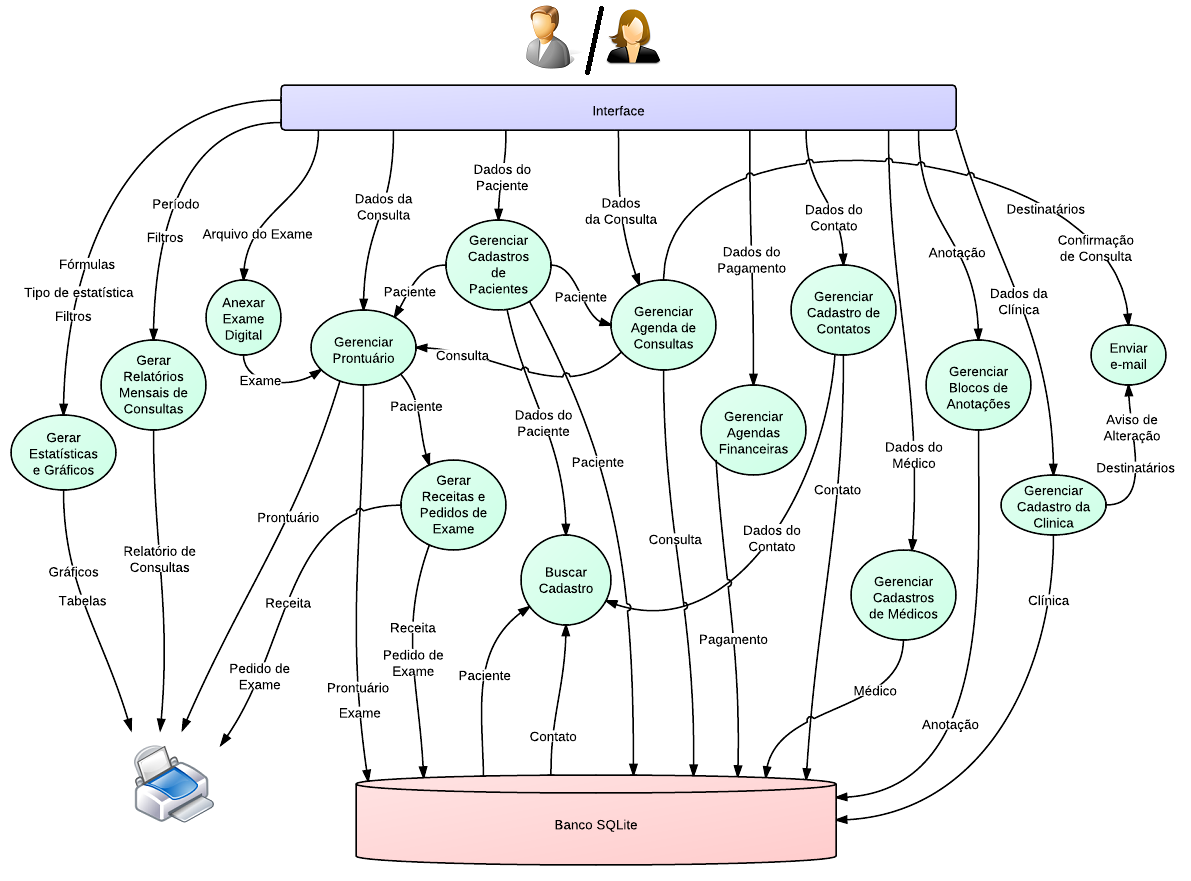 Interface
Dados do
Paciente
Dados da
Consulta
Dados
da Consulta
Período
Filtros
Arquivo do Exame
Dados do
Contato
Destinatários
Confirmação
de Consulta
Dados do
Pagamento
Anotação
Fórmulas
Tipo de estatística
Filtros
Gerenciar
Cadastros
de
Pacientes
Paciente
Paciente
Dados da
Clínica
Anexar
Exame
Digital
Gerenciar
Agenda de
Consultas
Gerenciar
Cadastro de
Contatos
Gerenciar
Prontuário
Consulta
Enviar
e-mail
Gerar
Relatórios
Mensais de
Consultas
Exame
Gerenciar
Blocos de
Anotações
Paciente
Dados do
Paciente
Gerenciar
Agendas
Financeiras
Aviso de
Alteração
Gerar
Estatísticas
e Gráficos
Dados do
Médico
Paciente
Destinatários
Gerar
Receitas e
Pedidos de
Exame
Contato
Gerenciar
Cadastro da
Clinica
Prontuário
Consulta
Dados do
Contato
Relatório de
Consultas
Gráficos
Tabelas
Buscar
Cadastro
Gerenciar
Cadastros
de Médicos
Receita
Clínica
Receita
Pedido de
Exame
Pagamento
Pedido de
Exame
Paciente
Prontuário
Exame
Médico
Contato
Anotação
Banco SQLite